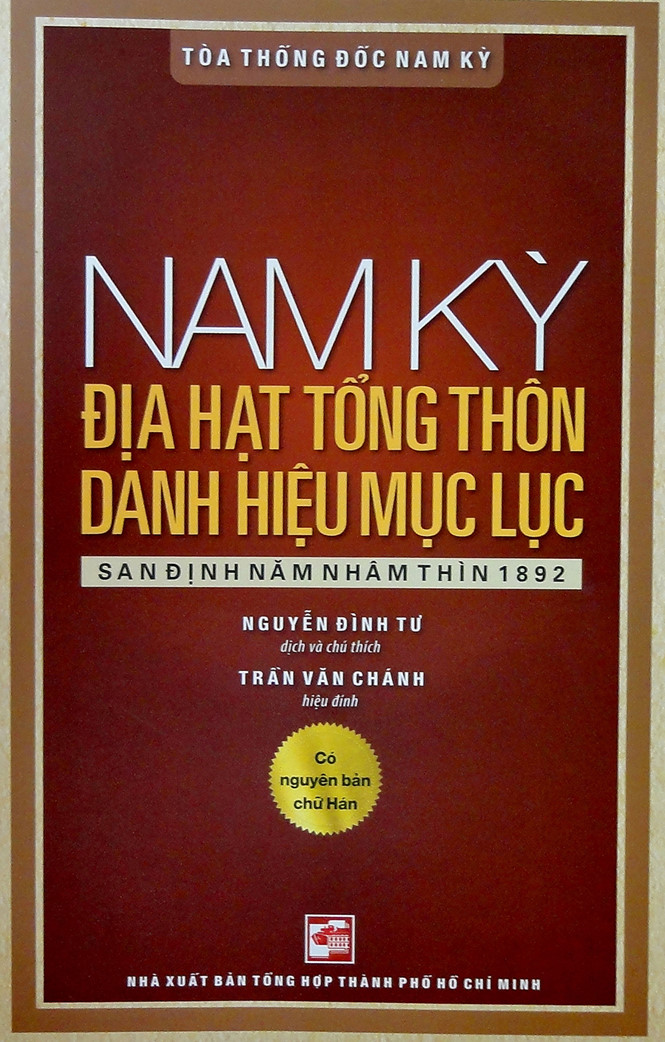 TÒA THỐNG ĐỐC NAM KỲ
NAM KỲ
ĐỊA HẠT TỔNG THÔN
DANH HIỆU MỤC LỤC
SAN ĐỊNH NĂM NHÂM THÌN 1892
NGUYỄN ĐÌNH TƯ
dịch và chú thích
TRẦN VĂN CHÁNH
hiệu đính
Có
nguyên bản
chữ Hán
NHÀ XUẤT BẢN TỔNG HỢP THÀNH PHỐ HỒ CHÍ MINH